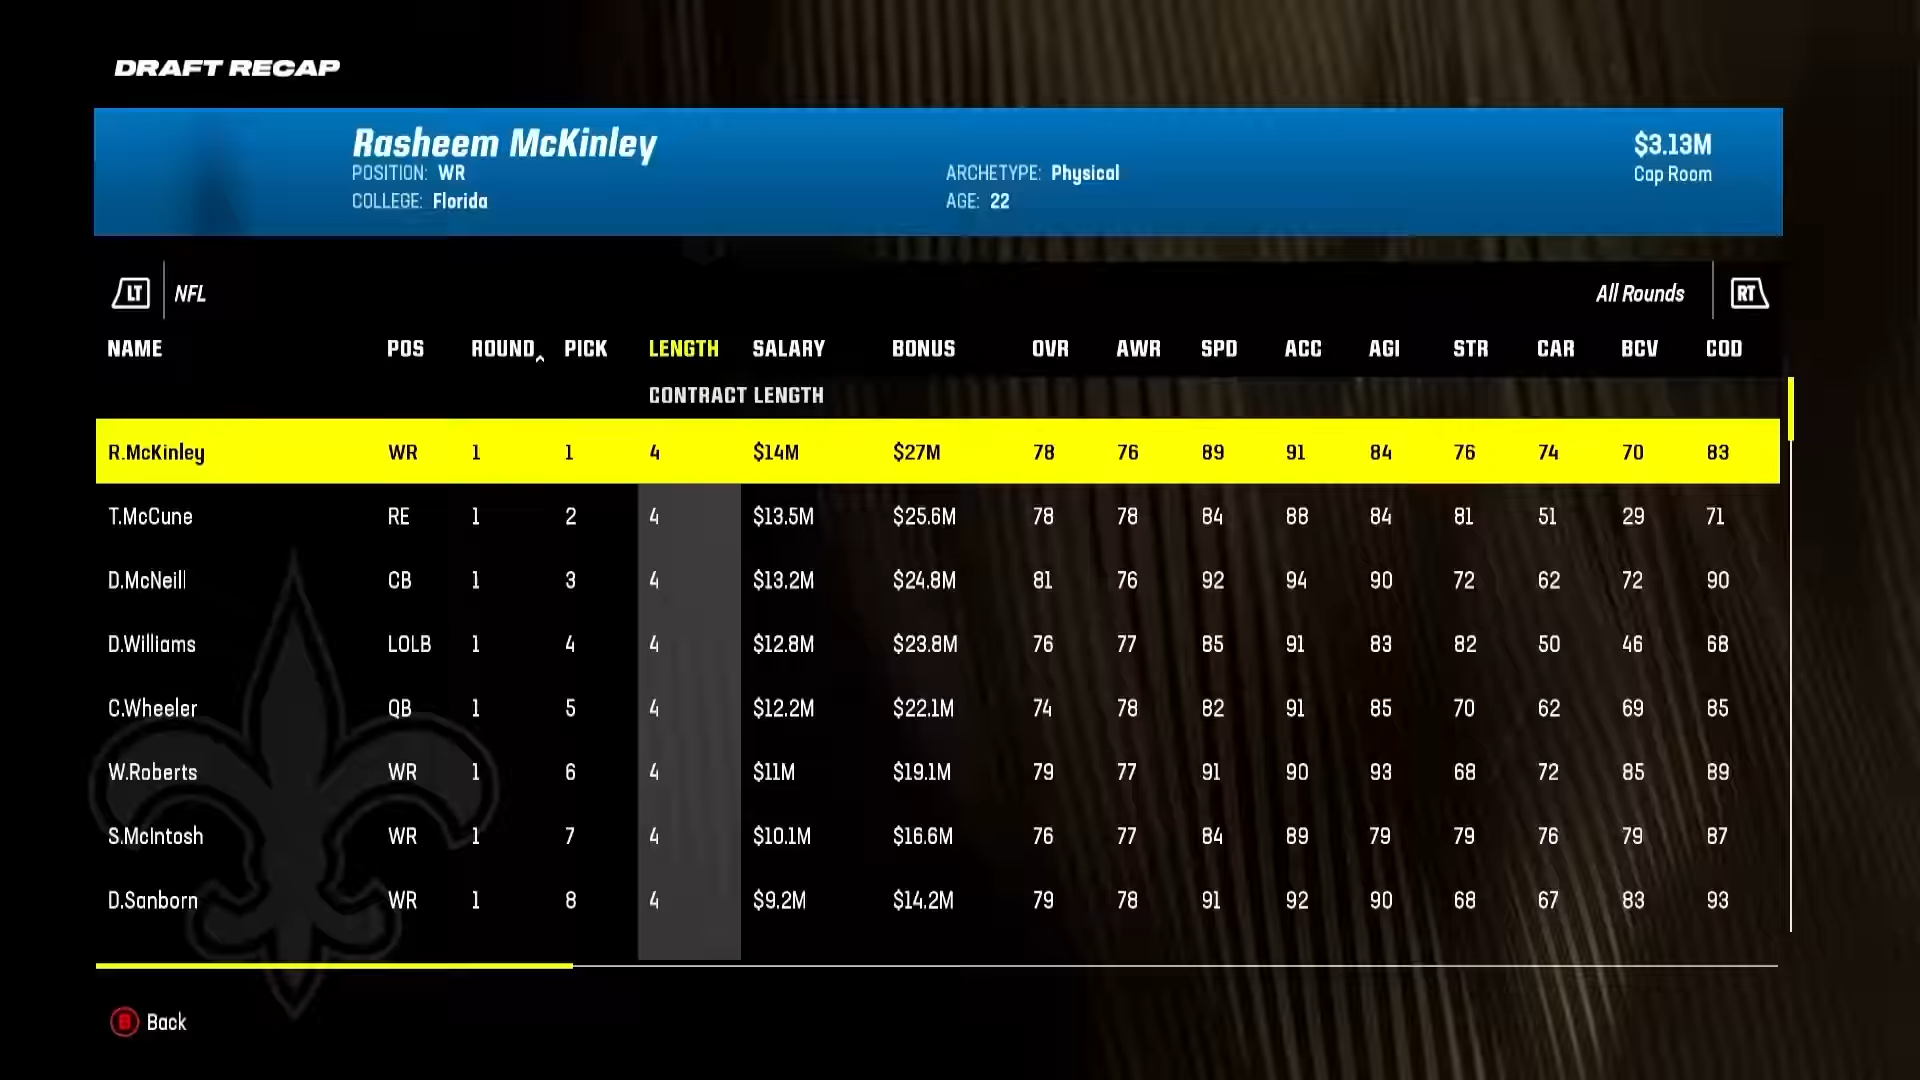 DRAFT RECAP
Rasheem McKinley
POSITION: WR
COLLEGE: Florida
ARCHETYPE: Physical
AGE: 22
$3.13M
Cap Room
LT NFL All Rounds RT
NAME POS ROUND PICK LENGTH SALARY BONUS OVR AWR SPD ACC AGI STR CAR BCV COD
CONTRACT LENGTH
R.McKinley WR 1 1 4 $14M $27M 78 76 89 91 84 76 74 70 83
T.McCune RE 1 2 4 $13.5M $25.6M 78 78 84 88 84 81 51 29 71
D.McNeill CB 1 3 4 $13.2M $24.8M 81 76 92 94 90 72 62 72 90
D.Williams LOLB 1 4 4 $12.8M $23.8M 76 77 85 91 83 82 50 46 68
C.Wheeler QB 1 5 4 $12.2M $22.1M 74 78 82 91 85 70 62 69 85
W.Roberts WR 1 6 4 $11M $19.1M 79 77 91 90 93 68 72 85 89
S.McIntosh WR 1 7 4 $10.1M $16.6M 76 77 84 89 79 79 76 79 87
D.Sanborn WR 1 8 4 $9.2M $14.2M 79 78 91 92 90 68 67 83 93
B Back